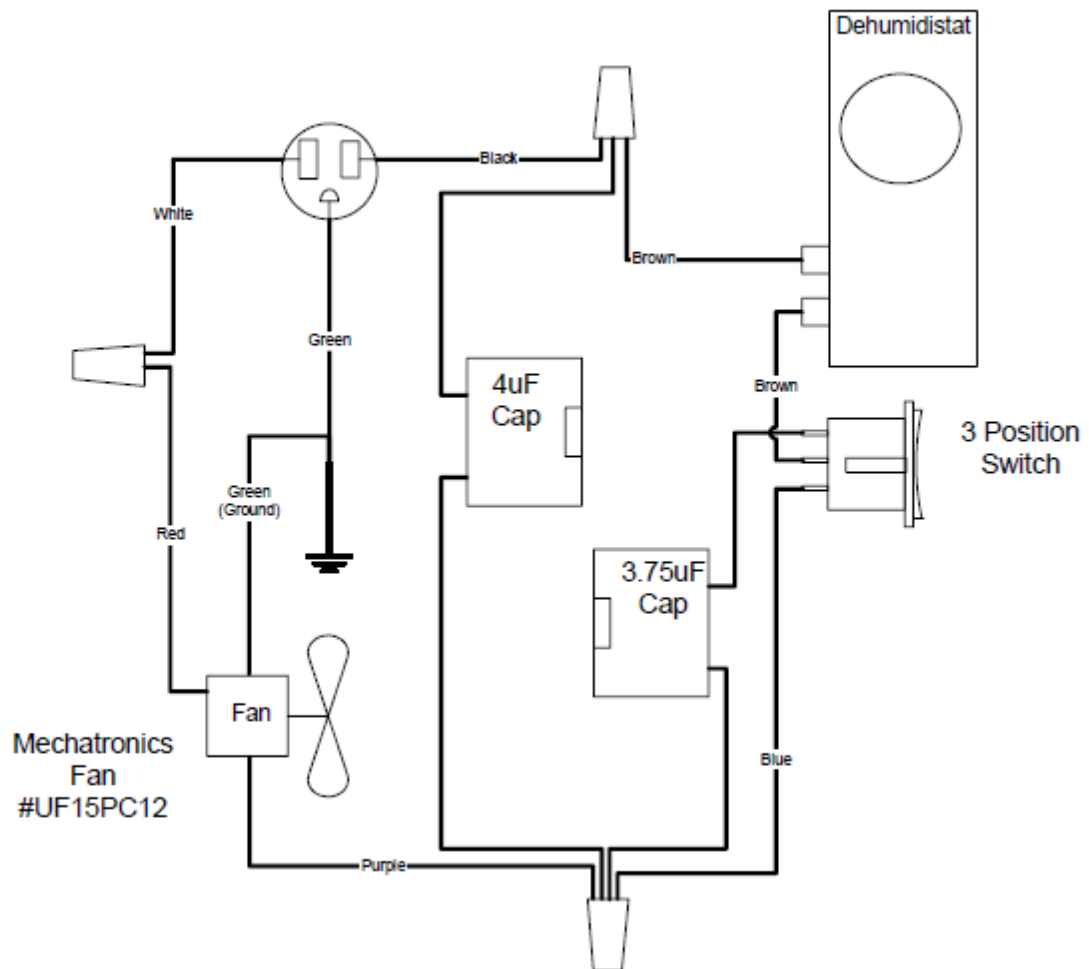 Dehumidistat
Black
White
Brown
Green
4uF
Cap
Brown
3 Position
Switch
Green
(Ground)
Red
3.75uF
Cap
Fan
Mechatronics
Fan
#UF15PC12
Blue
Purple